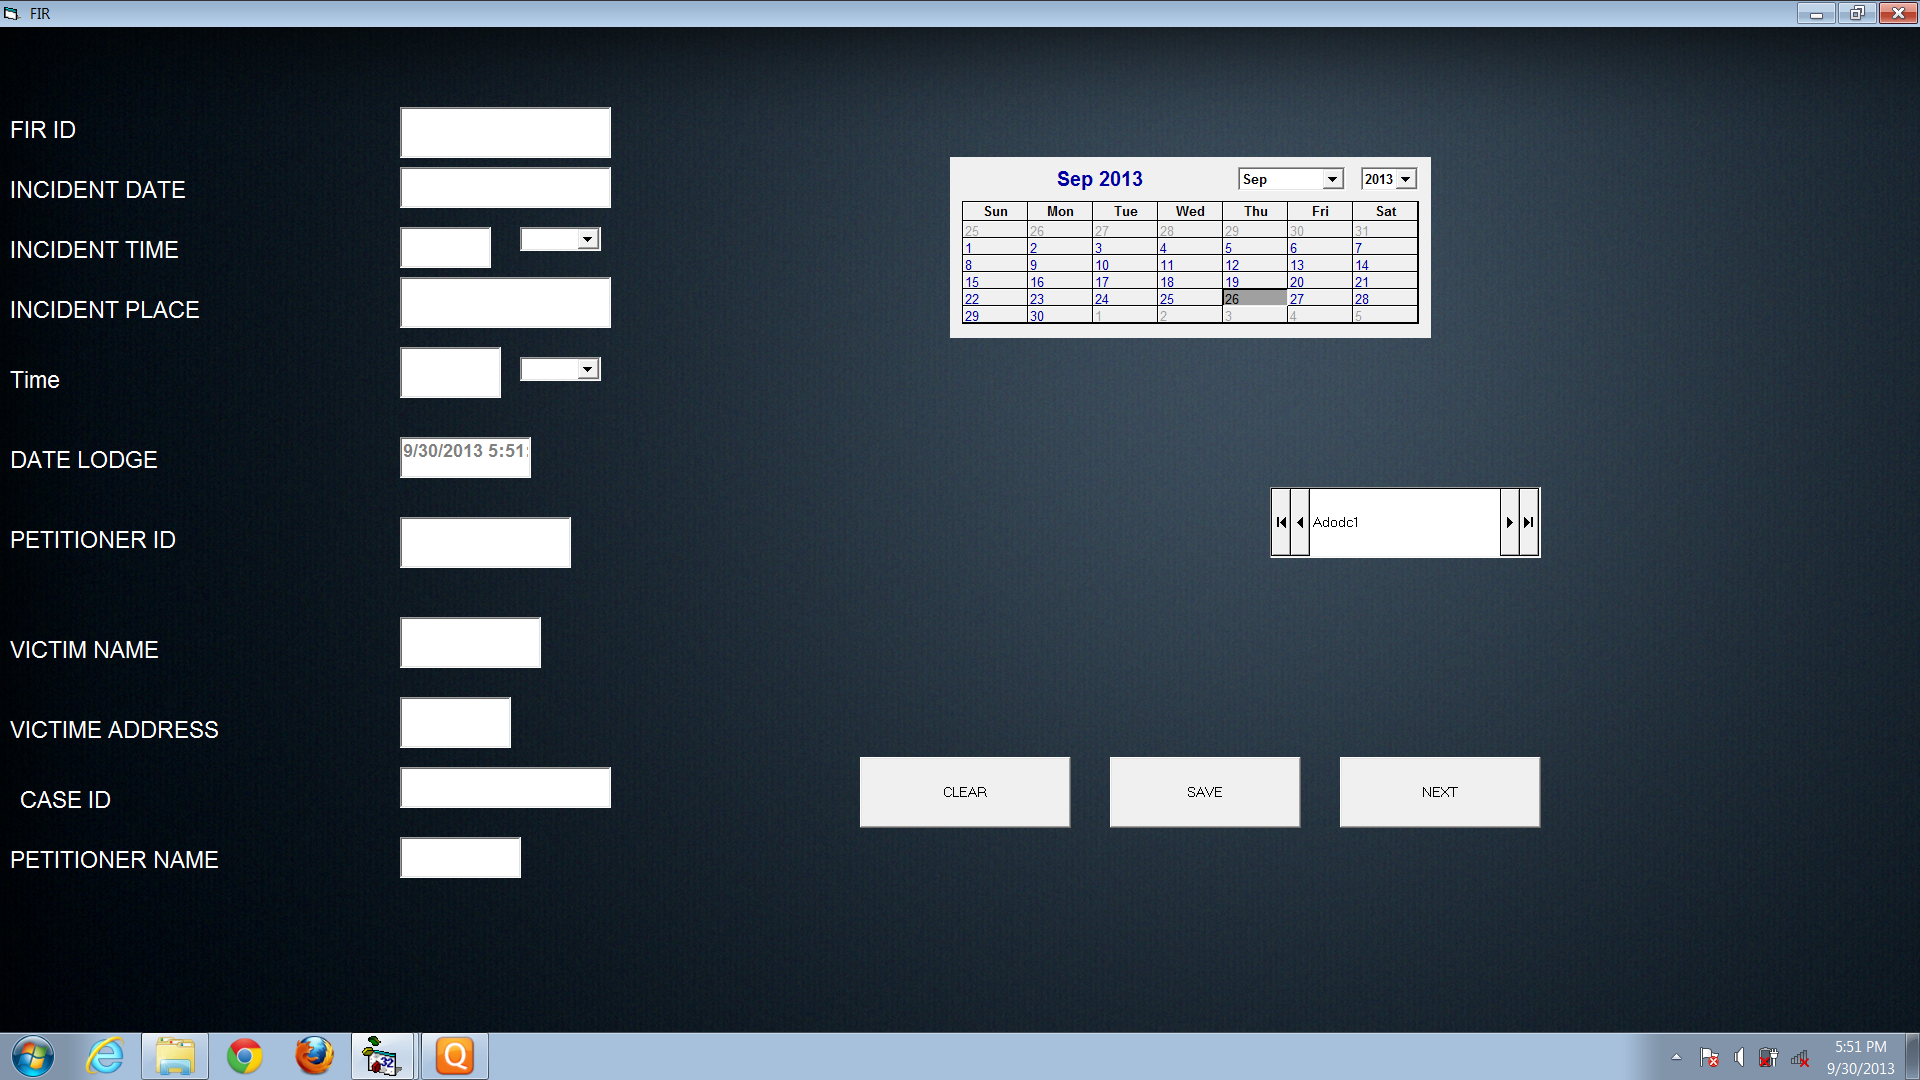 FIR
FIR ID
INCIDENT DATE
INCIDENT TIME
INCIDENT PLACE
Time
DATE LODGE
9/30/2013 5:51:
PETITIONER ID
VICTIM NAME
VICTIME ADDRESS
CASE ID
PETITIONER NAME
Sep 2013 Sep 2013
Sun Mon Tue Wed Thu Fri Sat
25 26 27 28 29 30 31
1 2 3 4 5 6 7
8 9 10 11 12 13 14
15 16 17 18 19 20 21
22 23 24 25 26 27 28
29 30 1 2 3 4 5
Adodc1
CLEAR SAVE NEXT
32
Q
5:51 PM
9/30/2013